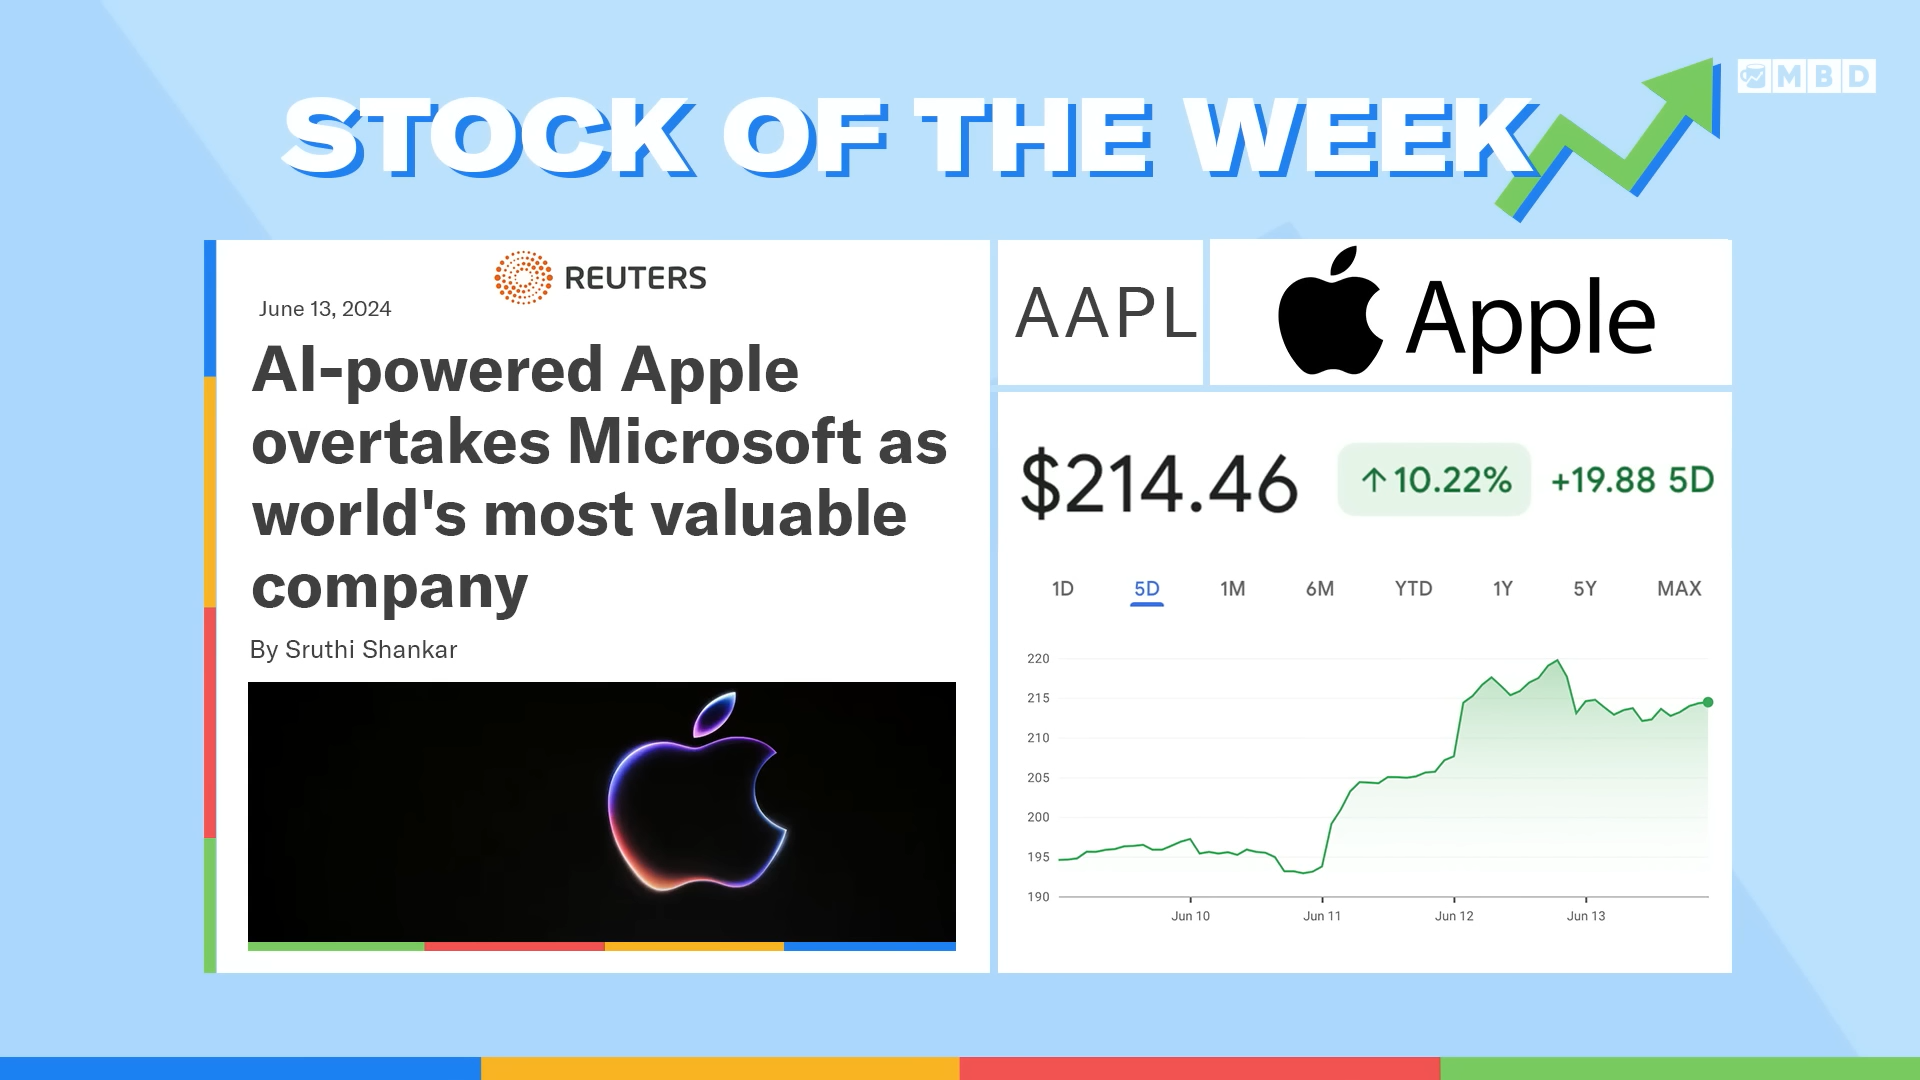 STOCK OF THE WEEK
MBD
REUTERS
June 13, 2024
AI-powered Apple
overtakes Microsoft as
world's most valuable
company
By Sruthi Shankar
AAPL
Apple
$214.46 ↑10.22% +19.88 5D
1D 5D 1M 6M YTD 1Y 5Y MAX
220
215
210
205
200
195
190
Jun 10 Jun 11 Jun 12 Jun 13